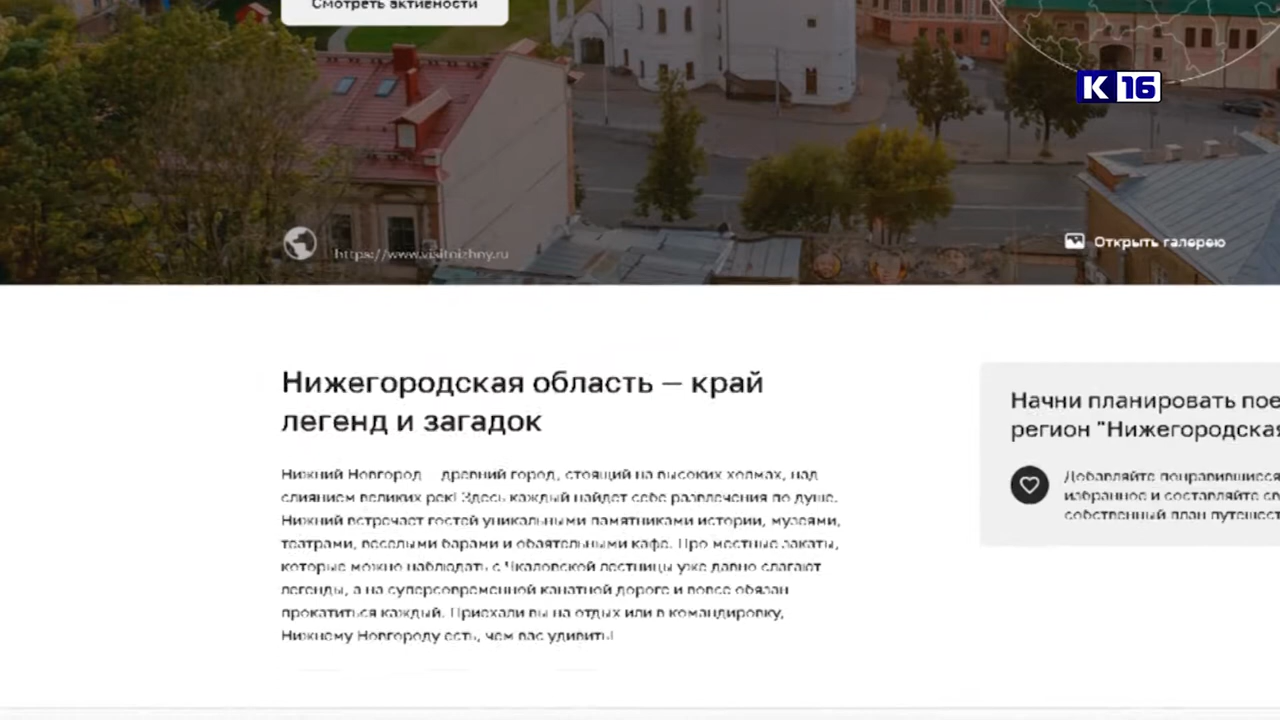 Смотреть активности
K 16
https://www.visitnizhny.ru
Открыть галерею
Нижегородская область — край
легенд и загадок
Нижний Новгород – древний город, стоящий на высоких холмах, над
слиянием великих рек! Здесь каждый найдет себе развлечения по душе.
Нижний встречает гостей уникальными памятниками истории, музеями,
театрами, веселыми барами и обаятельными кафе. Про местные закаты,
которые можно наблюдать с Чкаловской лестницы уже давно слагают
легенды, а на суперсовременной канатной дороге и вовсе обязан
прокатиться каждый. Приехали вы на отдых или в командировку,
Нижнему Новгороду есть, чем вас удивить!
Начни планировать пое
регион "Нижегородская
Добавляйте понравившиеся
избранное и составляйте св
собственный план путешест